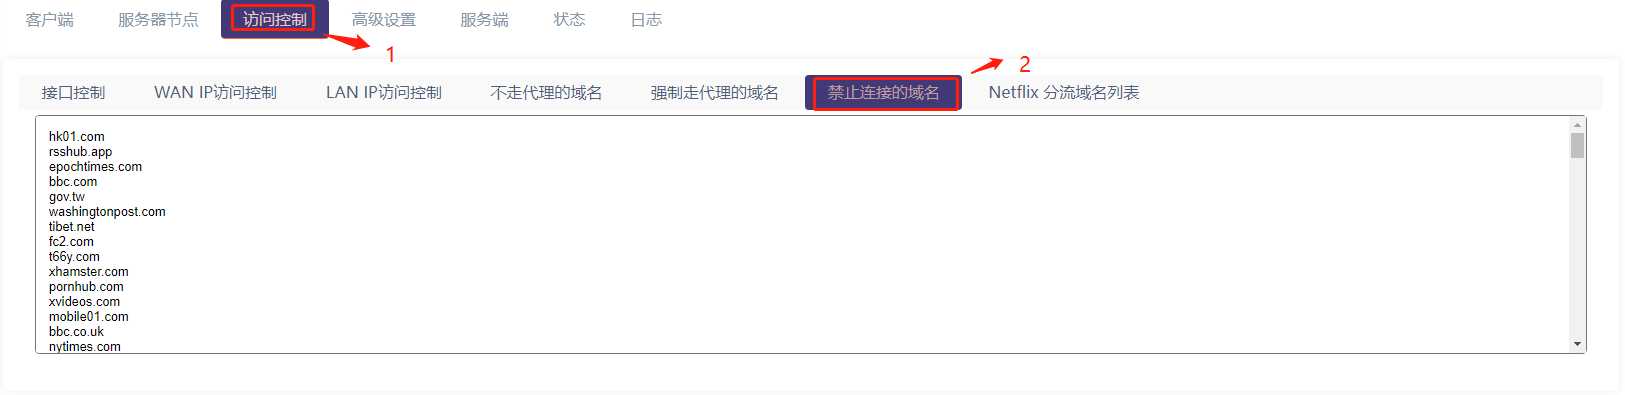 客户端 服务器节点 访问控制 高级设置 服务端 状态 日志
1
2
接口控制 WAN IP访问控制 LAN IP访问控制 不走代理的域名 强制走代理的域名 禁止连接的域名 Netflix 分流域名列表
hk01.com
rsshub.app
epochtimes.com
bbc.com
gov.tw
washingtonpost.com
tibet.net
fc2.com
t66y.com
xhamster.com
pornhub.com
xvideos.com
mobile01.com
bbc.co.uk
nytimes.com